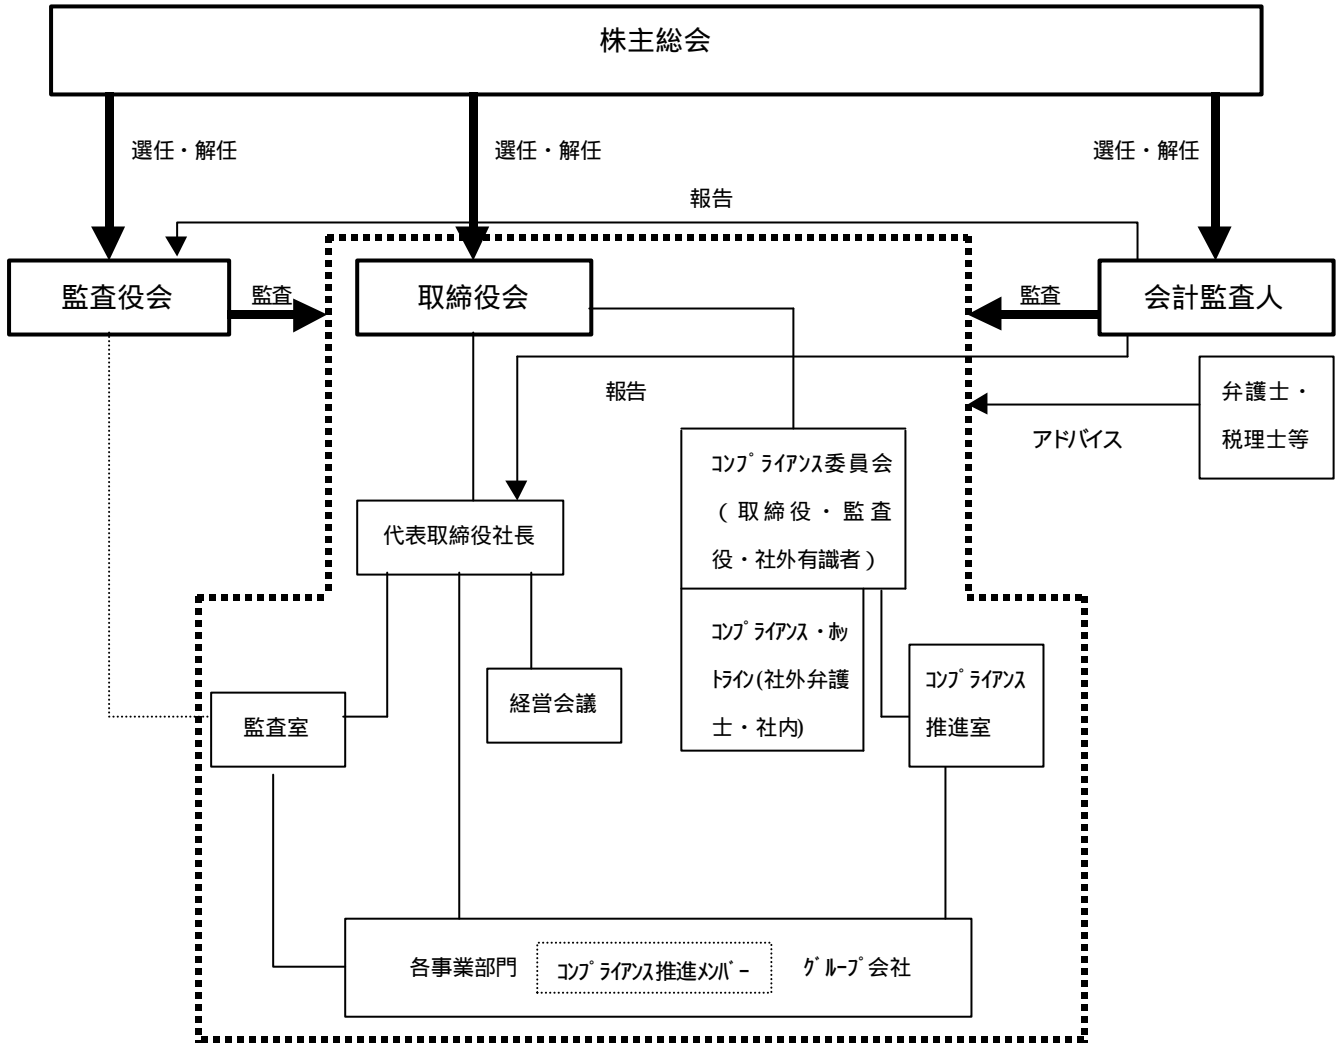 株主総会
選任・解任
選任・解任
選任・解任
報告
監査役会
監査
取締役会
監査
会計監査人
報告
弁護士・
税理士等
アドバイス
ｺﾝﾌﾟﾗｲｱﾝｽ委員会
(取締役・監査
役・社外有識者)
代表取締役社長
ｺﾝﾌﾟﾗｲｱﾝｽ・ﾎｯ
ﾄﾗｲﾝ(社外弁護
士・社内)
ｺﾝﾌﾟﾗｲｱﾝｽ
推進室
経営会議
監査室
各事業部門
ｺﾝﾌﾟﾗｲｱﾝｽ推進ﾒﾝﾊﾞｰ
ｸﾞﾙｰﾌﾟ会社